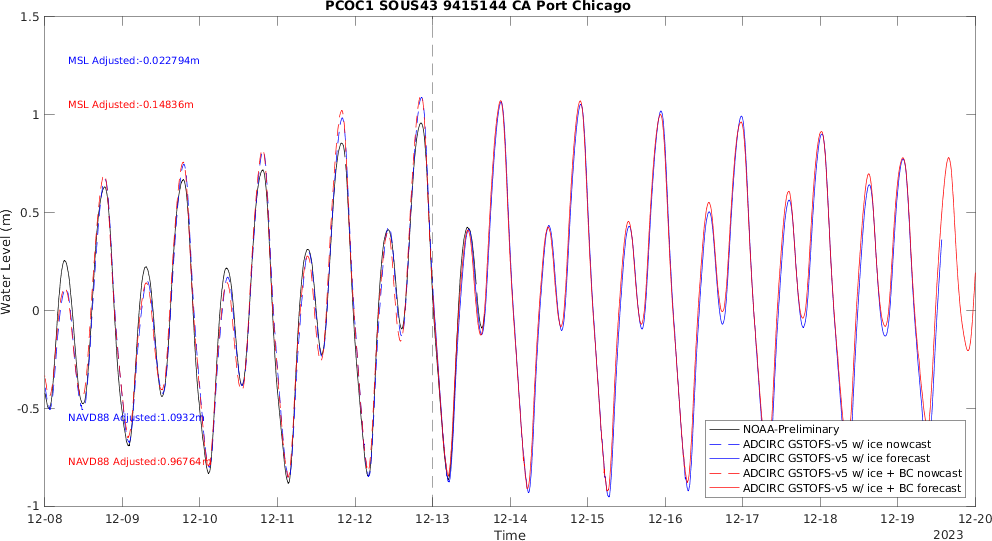 PCOC1 SOUS43 9415144 CA Port Chicago
1.5
1
0.5
0
-0.5
-1
Water Level (m)
MSL Adjusted:-0.022794m
MSL Adjusted:-0.14836m
NAVD88 Adjusted:1.0932m
NAVD88 Adjusted:0.96764m
NOAA-Preliminary
ADCIRC GSTOFS-v5 w/ ice nowcast
ADCIRC GSTOFS-v5 w/ ice forecast
ADCIRC GSTOFS-v5 w/ ice + BC nowcast
ADCIRC GSTOFS-v5 w/ ice + BC forecast
12-08 12-09 12-10 12-11 12-12 12-13 12-14 12-15 12-16 12-17 12-18 12-19 12-20
Time
2023